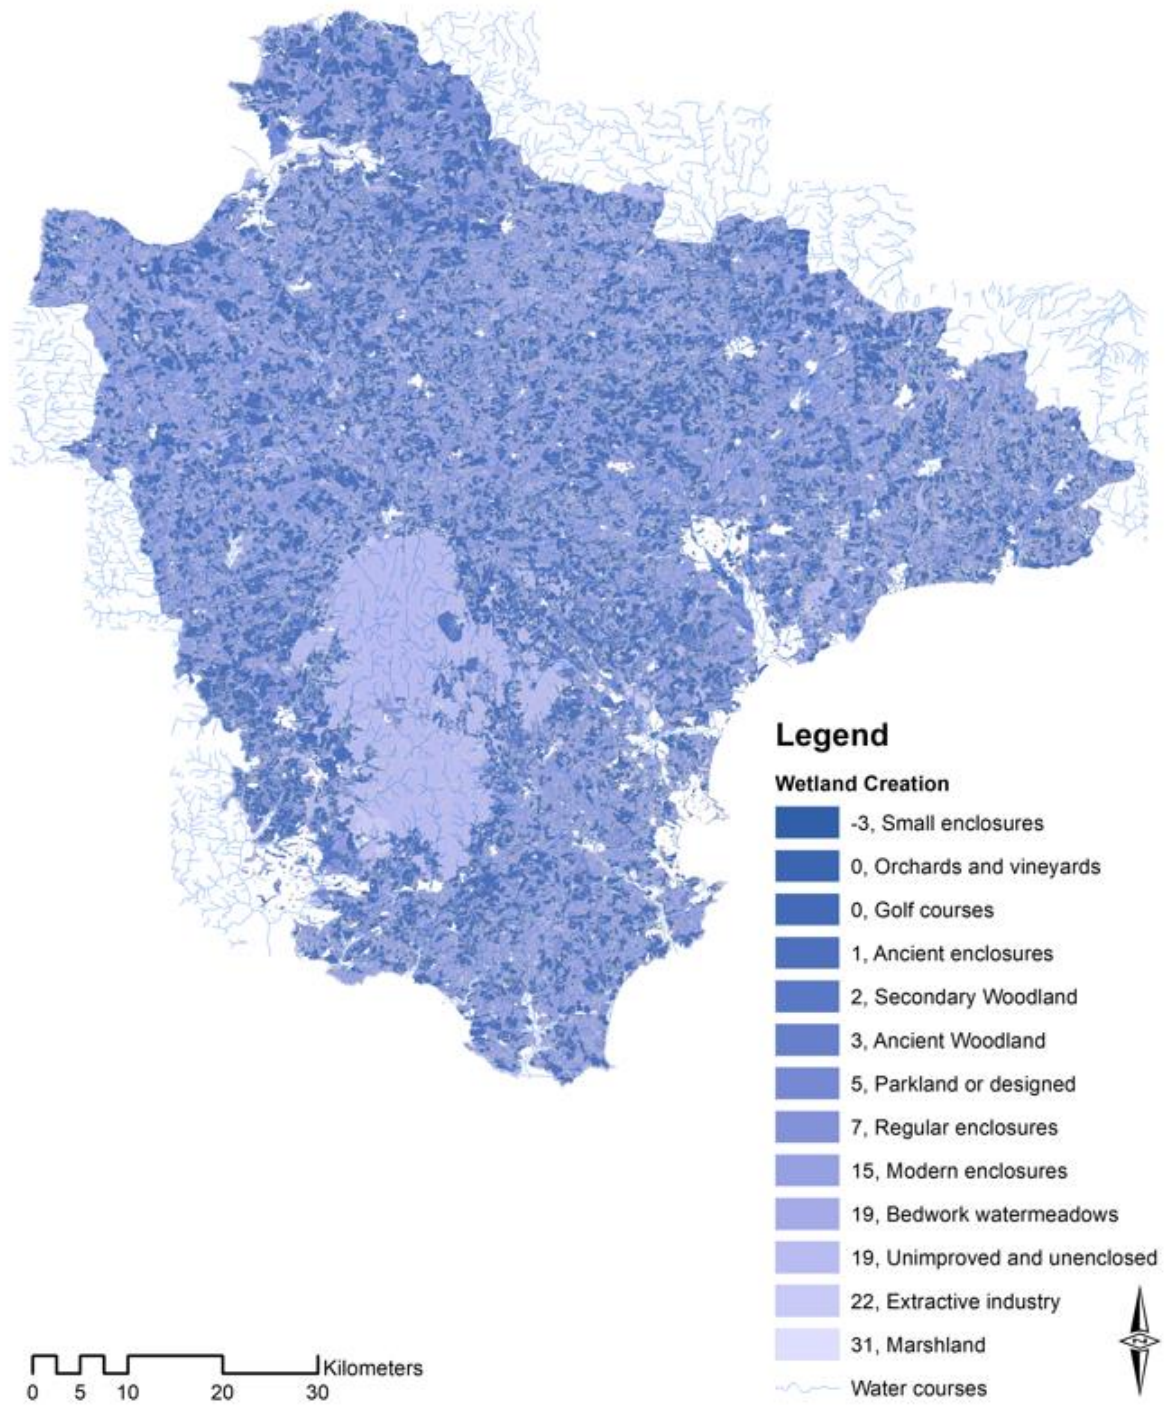 Legend
Wetland Creation
-3, Small enclosures
0, Orchards and vineyards
0, Golf courses
1, Ancient enclosures
2, Secondary Woodland
3, Ancient Woodland
5, Parkland or designed
7, Regular enclosures
15, Modern enclosures
19, Bedwork watermeadows
19, Unimproved and unenclosed
22, Extractive industry
31, Marshland
Water courses
N
Kilometers
0 5 10 20 30